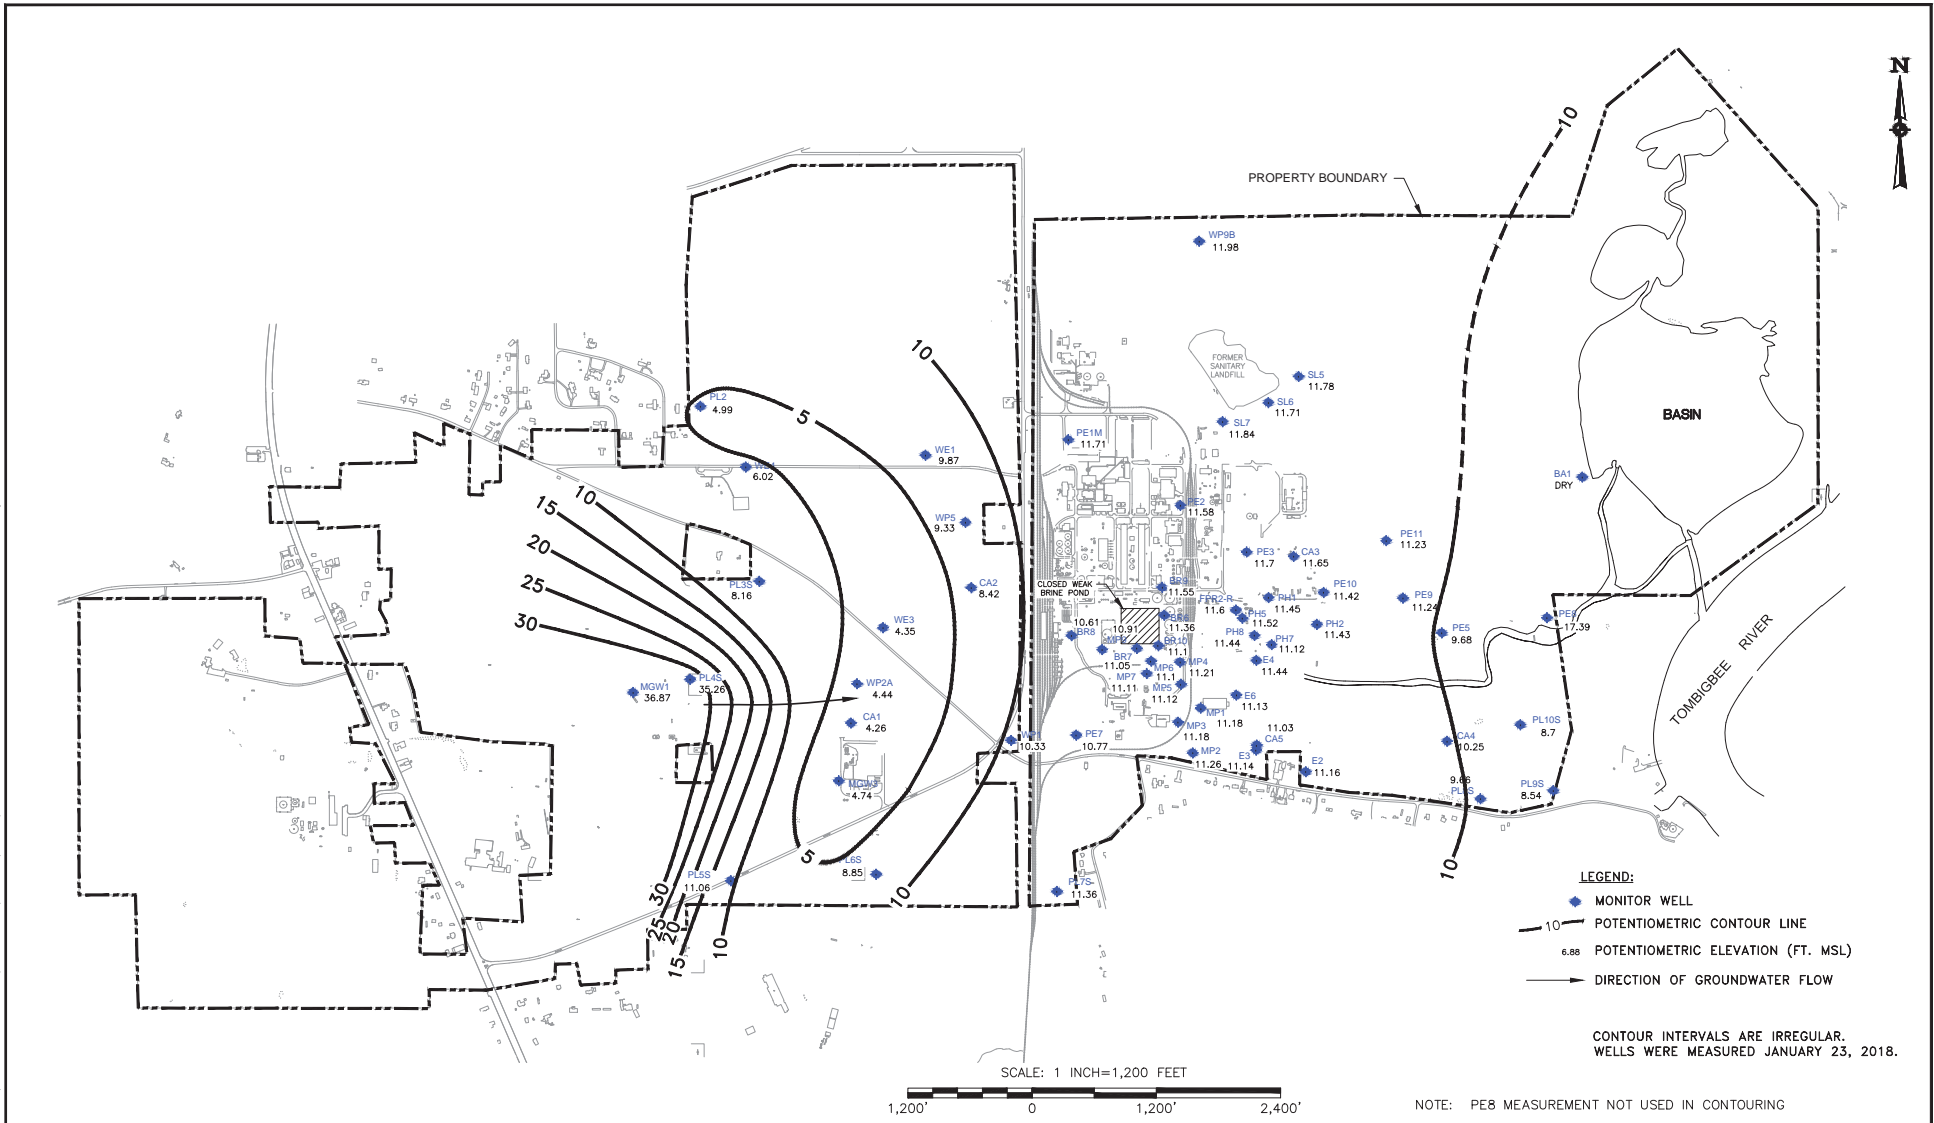 N
10
PROPERTY BOUNDARY
WP9B
11.98
10
FORMER
SANITARY
LANDFILL
SL5
11.78
SL6
11.71
SL7
11.84
PL2
4.99
5
BASIN
PE1M
11.71
WE1
9.87
6.02
BA1
DRY
10
15
20
25
30
WP5
9.33
PE2
11.58
PE11
11.23
PE3
11.7
CA3
11.65
PL3S
8.16
CA2
8.42
CLOSED WEAK
BRINE POND
BR9
11.55
PE10
11.42
PE9
11.24
PH1
11.45
11.6
PH5
11.52
10.61
10.91
11.36
BR8
WE3
4.35
PH8
11.44
PH2
11.43
PE5
9.68
17.39
BR10
11.1
PH7
11.12
BR7
11.05
MP6
11.1
MP4
11.21
E4
11.44
MP7
11.11
MP5
11.12
MGW1
36.87
PL4S
35.26
WP2A
4.44
E6
11.13
MP1
11.18
CA1
4.26
MP3
11.18
11.03
CA5
PL10S
8.7
10.33
PE7
10.77
MP2
11.26
E3
11.14
E2
11.16
CA4
10.25
TOMBIGBEE RIVER
4.74
9.66
PL9S
8.54
5
PL6S
8.85
PL5S
11.06
PL7S
11.36
30
25
20
15
10
10
10
LEGEND:
MONITOR WELL
10 POTENTIOMETRIC CONTOUR LINE
6.88 POTENTIOMETRIC ELEVATION (FT. MSL)
DIRECTION OF GROUNDWATER FLOW
CONTOUR INTERVALS ARE IRREGULAR.
WELLS WERE MEASURED JANUARY 23, 2018.
SCALE: 1 INCH=1,200 FEET
1,200' 0 1,200' 2,400'
NOTE: PE8 MEASUREMENT NOT USED IN CONTOURING